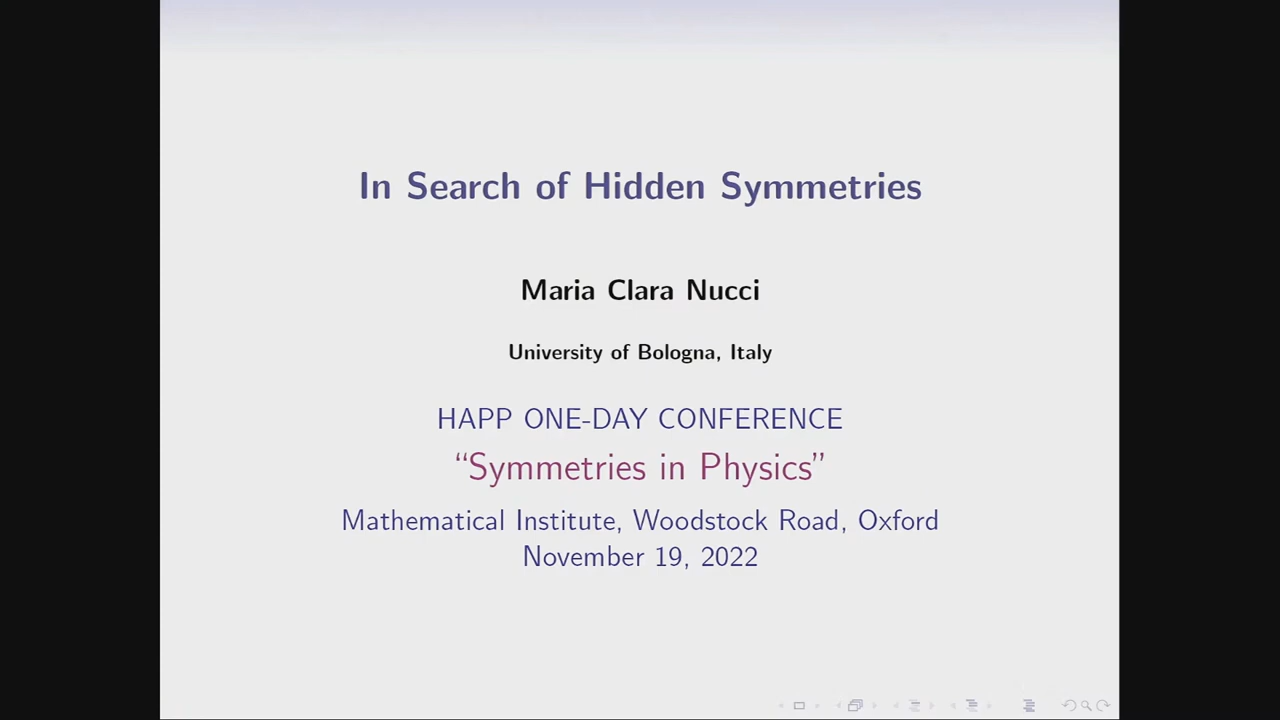 In Search of Hidden Symmetries
Maria Clara Nucci
University of Bologna, Italy
HAPP ONE-DAY CONFERENCE
“Symmetries in Physics”
Mathematical Institute, Woodstock Road, Oxford
November 19, 2022